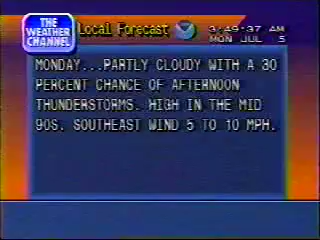 THE
WEATHER
CHANNEL
Local Forecast
3:49:37 AM
MON JUL 5
MONDAY...PARTLY CLOUDY WITH A 30
PERCENT CHANCE OF AFTERNOON
THUNDERSTORMS. HIGH IN THE MID
90S. SOUTHEAST WIND 5 TO 10 MPH.